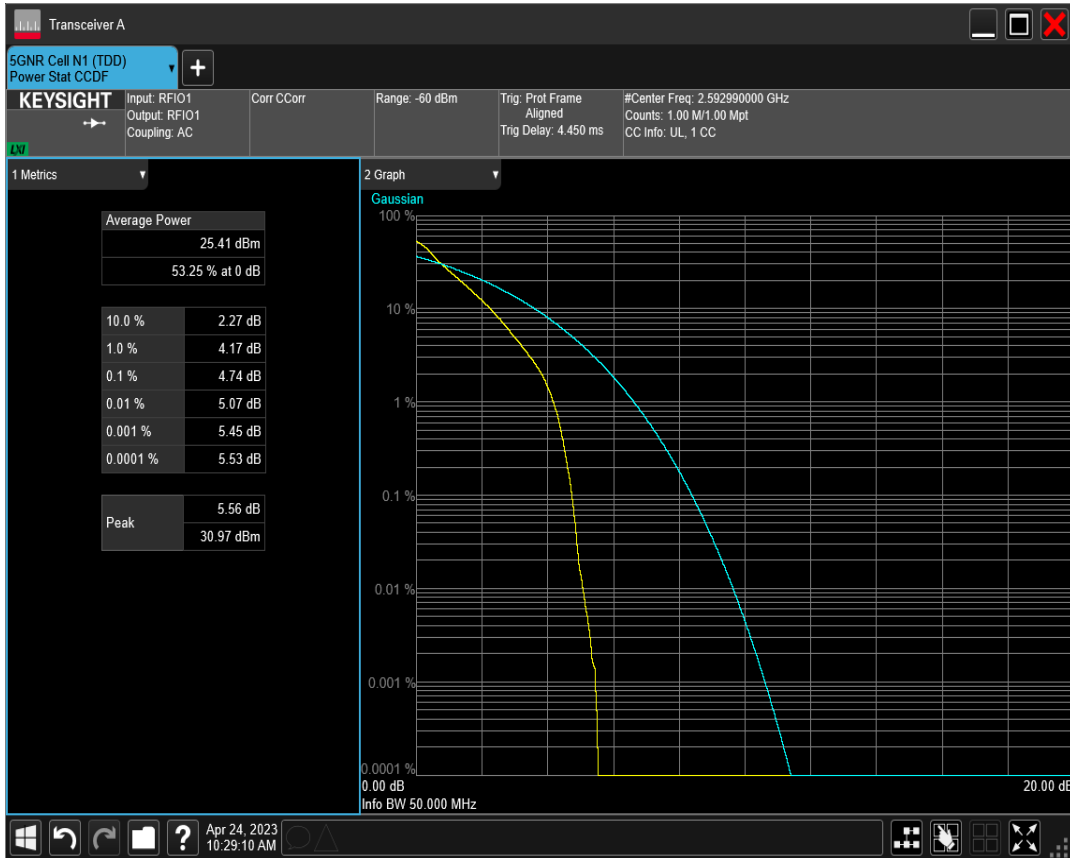 Transceiver A
5GNR Cell N1 (TDD)
Power Stat CCDF
+
KEYSIGHT
LXI
Input: RFIO1
Output: RFIO1
Coupling: AC
Corr CCorr
Range: -60 dBm
Trig: Prot Frame
Aligned
Trig Delay: 4.450 ms
#Center Freq: 2.592990000 GHz
Counts: 1.00 M/1.00 Mpt
CC Info: UL, 1 CC
1 Metrics
Average Power
25.41 dBm
53.25 % at 0 dB
10.0 % 2.27 dB
1.0 % 4.17 dB
0.1 % 4.74 dB
0.01 % 5.07 dB
0.001 % 5.45 dB
0.0001 % 5.53 dB
Peak 5.56 dB
30.97 dBm
2 Graph
Gaussian
100 %
10 %
1 %
0.1 %
0.01 %
0.001 %
0.0001 %
0.00 dB 20.00 dB
Info BW 50.000 MHz
?
Apr 24, 2023
10:29:10 AM